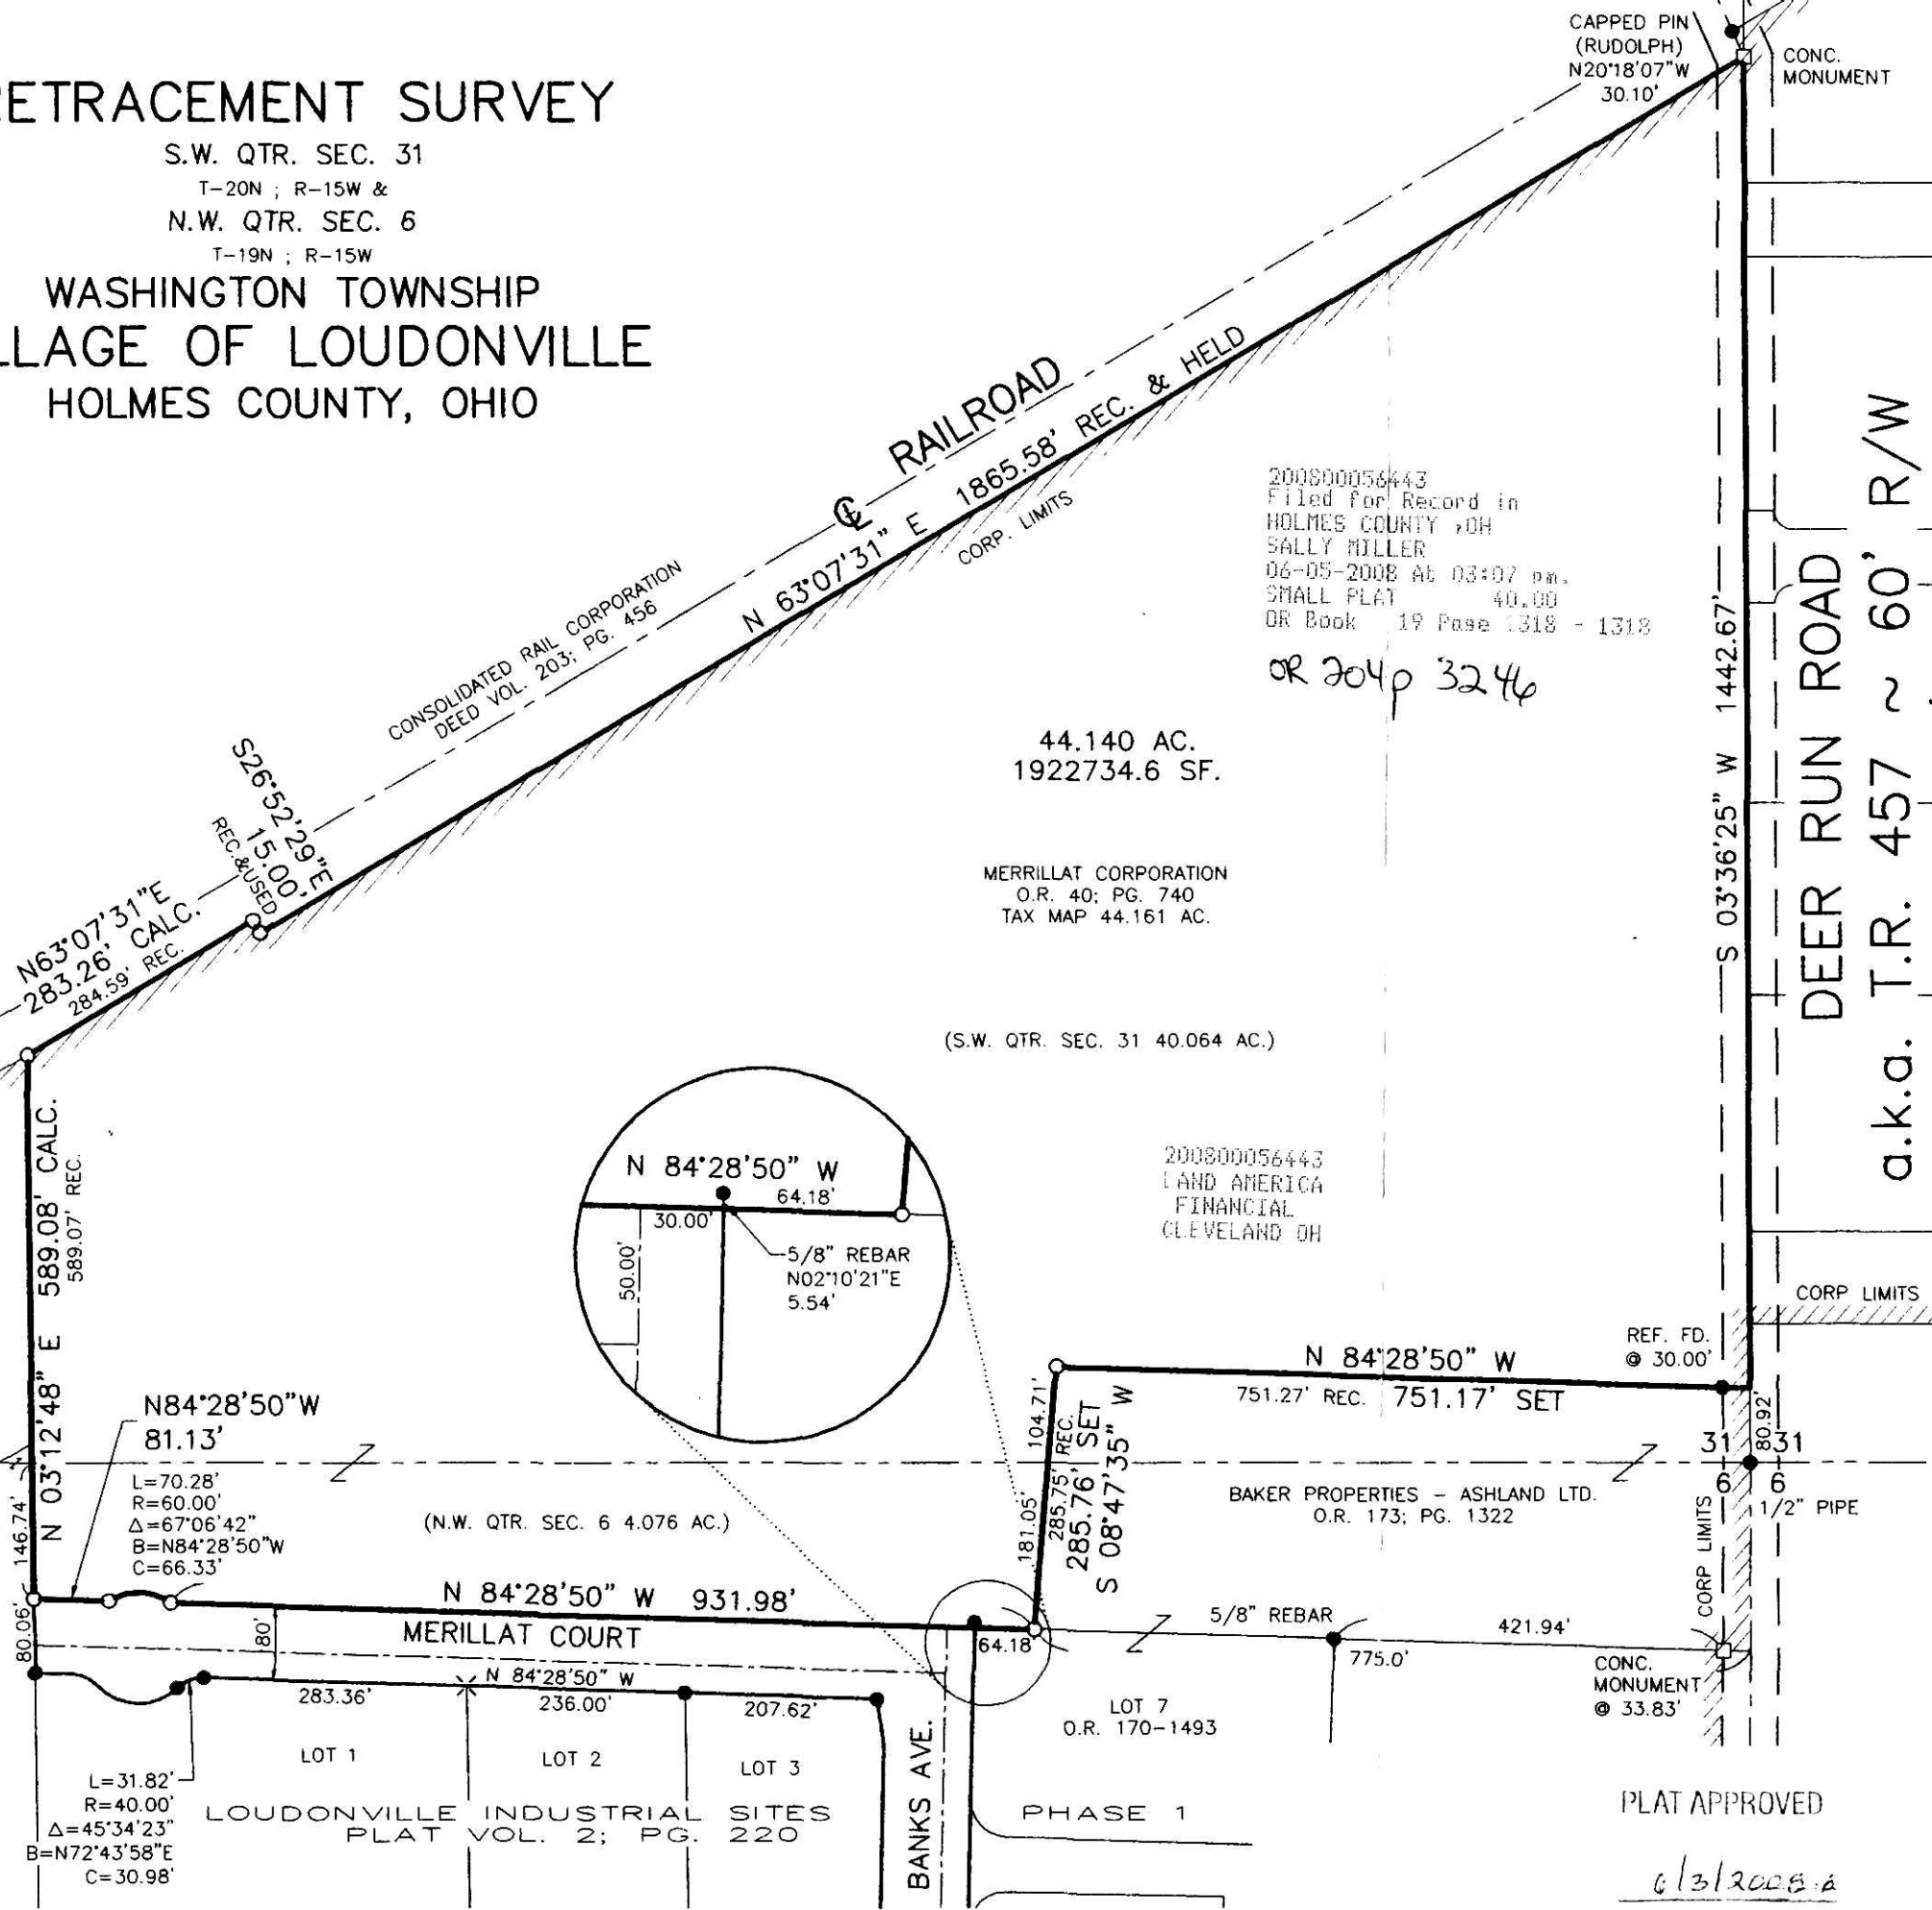 ETRACEMENT SURVEY
S.W. QTR. SEC. 31
T-20N ; R-15W &
N.W. QTR. SEC. 6
T-19N ; R-15W
WASHINGTON TOWNSHIP
LLAGE OF LOUDONVILLE
HOLMES COUNTY, OHIO
CAPPED PIN
(RUDOLPH)
N20°18'07"W
30.10'
CONC.
MONUMENT
RAILROAD
℄
N 63°07'31" E 1865.58' REC. & HELD
CORP. LIMITS
CONSOLIDATED RAIL CORPORATION
DEED VOL. 203; PG. 456
200800056443
Filed for Record in
HOLMES COUNTY ,OH
SALLY MILLER
06-05-2008 At 03:07 pm.
SMALL PLAT 40.00
OR Book 19 Page 1318 - 1318
OR 204p 3246
44.140 AC.
1922734.6 SF.
MERRILLAT CORPORATION
O.R. 40; PG. 740
TAX MAP 44.161 AC.
(S.W. QTR. SEC. 31 40.064 AC.)
S 03°36'25" W 1442.67'
DEER RUN ROAD
a.k.a. T.R. 457 ~ 60' R/W
S26°52'29"E
15.00'
REC.&USED
N63°07'31"E
283.26' CALC.
284.59' REC.
N 03°12'48" E 589.08' CALC.
589.07' REC.
146.74'
N 84°28'50" W
64.18'
30.00'
50.00'
5/8" REBAR
N02°10'21"E
5.54'
200800056443
LAND AMERICA
FINANCIAL
CLEVELAND OH
CORP LIMITS
REF. FD.
@ 30.00'
N 84°28'50" W
751.27' REC. 751.17' SET
80.92'
31 31
6 6
1/2" PIPE
CORP LIMITS
104.71'
181.05'
285.75' REC.
285.76' SET
S 08°47'35" W
BAKER PROPERTIES - ASHLAND LTD.
O.R. 173; PG. 1322
N84°28'50"W
81.13'
L=70.28'
R=60.00'
Δ=67°06'42"
B=N84°28'50"W
C=66.33'
(N.W. QTR. SEC. 6 4.076 AC.)
N 84°28'50" W 931.98'
MERILLAT COURT
80'
80.06'
64.18'
5/8" REBAR
421.94'
775.0'
CONC.
MONUMENT
@ 33.83'
N 84°28'50" W
283.36'
236.00'
207.62'
LOT 1
LOT 2
LOT 3
LOT 7
O.R. 170-1493
L=31.82'
R=40.00'
Δ=45°34'23"
B=N72°43'58"E
C=30.98'
LOUDONVILLE INDUSTRIAL SITES
PLAT VOL. 2; PG. 220
BANKS AVE.
PHASE 1
PLAT APPROVED
6/3/2008